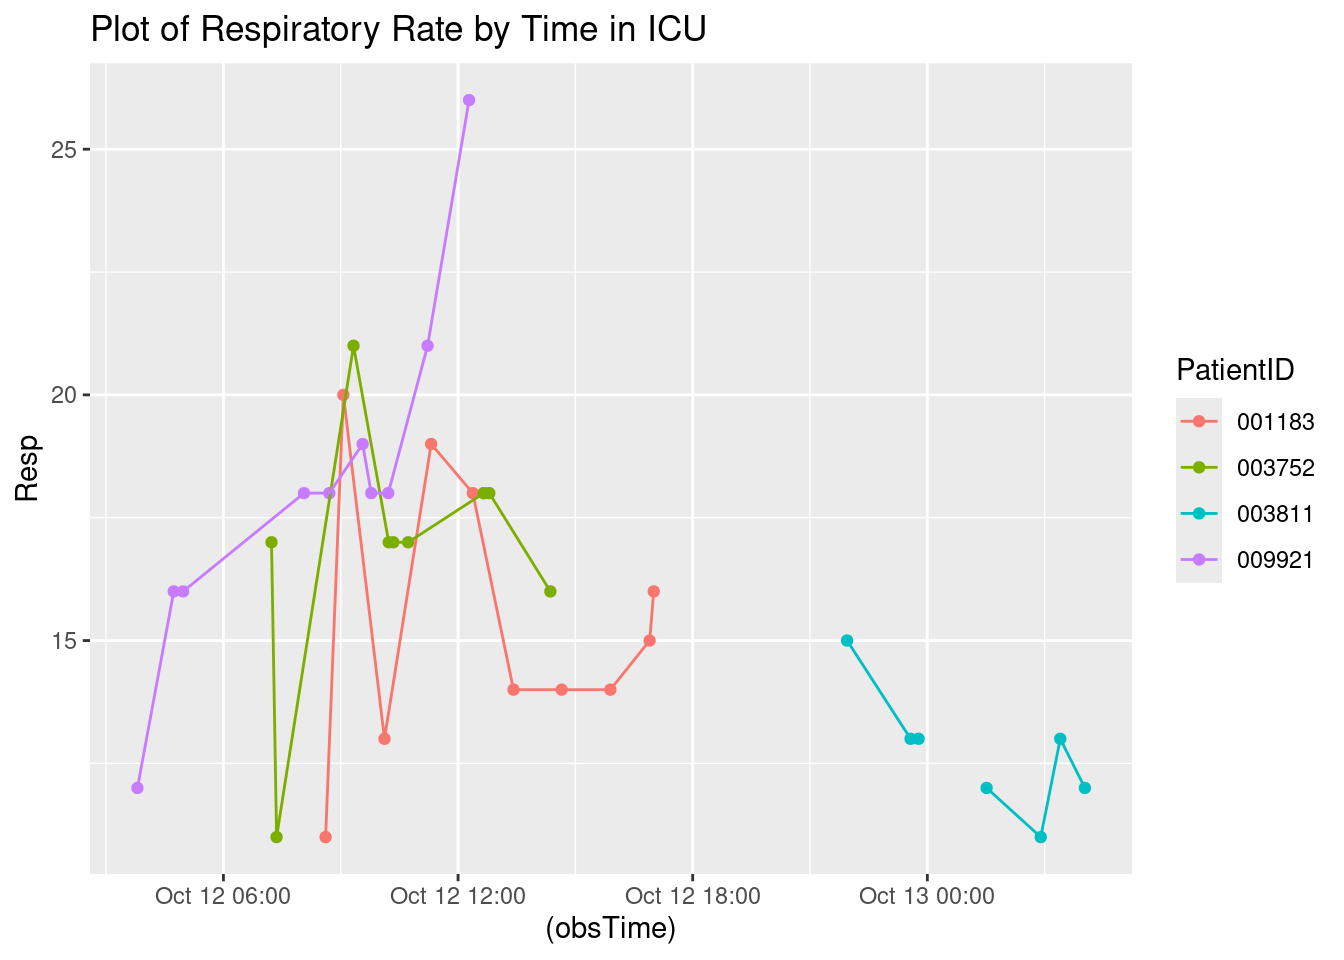 Plot of Respiratory Rate by Time in ICU
25
20
15
Resp
Oct 12 06:00
Oct 12 12:00
Oct 12 18:00
Oct 13 00:00
(obsTime)
PatientID
001183
003752
003811
009921